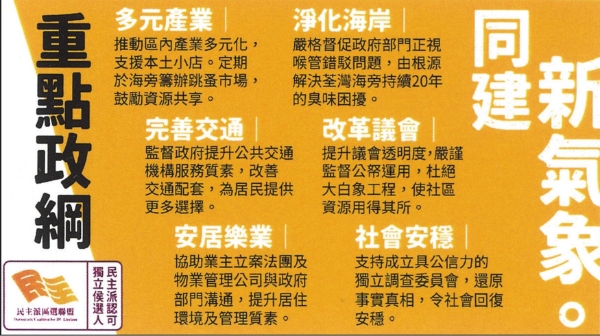 重點政綱
同建
新氣象。
多元產業
推動區內產業多元化，
支援本土小店。定期
於海旁籌辦跳蚤市場，
鼓勵資源共享。
淨化海岸
嚴格督促政府部門正視
喉管錯駁問題，由根源
解決荃灣海旁持續20年
的臭味困擾。
完善交通
監督政府提升公共交通
機構服務質素，改善
交通配套，為居民提供
更多選擇。
改革議會
提升議會透明度，嚴謹
監督公帑運用，杜絕
大白象工程，使社區
資源用得其所。
安居樂業
協助業主立案法團及
物業管理公司與政府
部門溝通，提升居住
環境及管理質素。
社會安穩
支持成立具公信力的
獨立調查委員會，還原
事實真相，令社會回復
安穩。
民主
民主派區選聯盟
民主派認可
獨立候選人